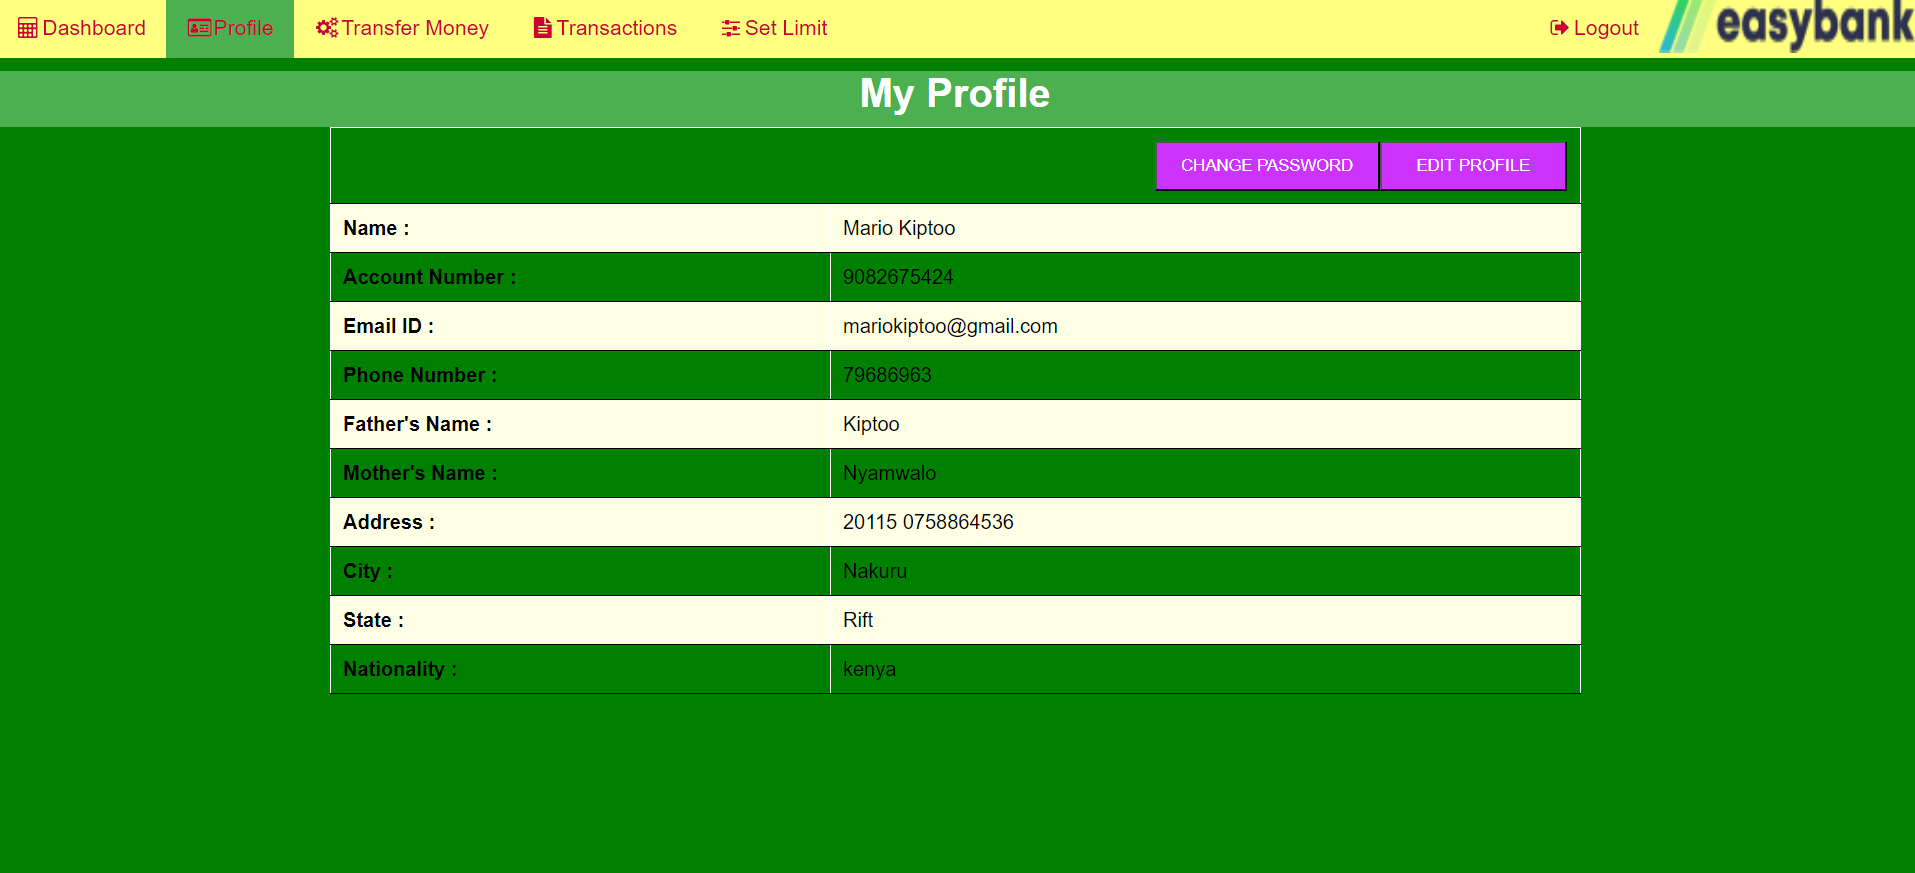 Dashboard Profile Transfer Money Transactions Set Limit Logout easybank
My Profile
CHANGE PASSWORD EDIT PROFILE
Name : Mario Kiptoo
Account Number : 9082675424
Email ID : mariokiptoo@gmail.com
Phone Number : 79686963
Father's Name : Kiptoo
Mother's Name : Nyamwalo
Address : 20115 0758864536
City : Nakuru
State : Rift
Nationality : kenya